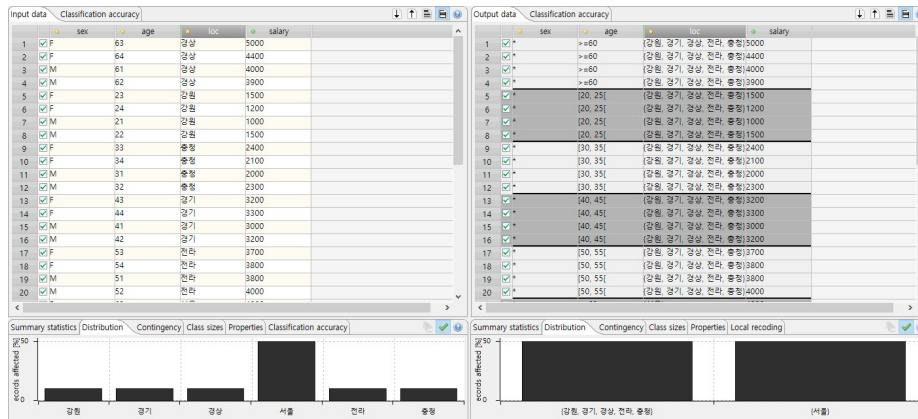 Input data Classification accuracy
sex age loc salary
1 F 63 경상 5000
2 F 64 경상 4400
3 M 61 경상 4000
4 M 62 경상 3900
5 F 23 강원 1500
6 F 24 강원 1200
7 M 21 강원 1000
8 M 22 강원 1500
9 F 33 충청 2400
10 F 34 충청 2100
11 M 31 충청 2000
12 M 32 충청 2300
13 F 43 경기 3200
14 F 44 경기 3300
15 M 41 경기 3000
16 M 42 경기 3200
17 F 53 전라 3700
18 F 54 전라 3800
19 M 51 전라 3800
20 M 52 전라 4000
Output data Classification accuracy
sex age loc salary
1 * >=60 {강원, 경기, 경상, 전라, 충청} 5000
2 * >=60 {강원, 경기, 경상, 전라, 충청} 4400
3 * >=60 {강원, 경기, 경상, 전라, 충청} 4000
4 * >=60 {강원, 경기, 경상, 전라, 충청} 3900
5 * [20, 25[ {강원, 경기, 경상, 전라, 충청} 1500
6 * [20, 25[ {강원, 경기, 경상, 전라, 충청} 1200
7 * [20, 25[ {강원, 경기, 경상, 전라, 충청} 1000
8 * [20, 25[ {강원, 경기, 경상, 전라, 충청} 1500
9 * [30, 35[ {강원, 경기, 경상, 전라, 충청} 2400
10 * [30, 35[ {강원, 경기, 경상, 전라, 충청} 2100
11 * [30, 35[ {강원, 경기, 경상, 전라, 충청} 2000
12 * [30, 35[ {강원, 경기, 경상, 전라, 충청} 2300
13 * [40, 45[ {강원, 경기, 경상, 전라, 충청} 3200
14 * [40, 45[ {강원, 경기, 경상, 전라, 충청} 3300
15 * [40, 45[ {강원, 경기, 경상, 전라, 충청} 3000
16 * [40, 45[ {강원, 경기, 경상, 전라, 충청} 3200
17 * [50, 55[ {강원, 경기, 경상, 전라, 충청} 3700
18 * [50, 55[ {강원, 경기, 경상, 전라, 충청} 3800
19 * [50, 55[ {강원, 경기, 경상, 전라, 충청} 3800
20 * [50, 55[ {강원, 경기, 경상, 전라, 충청} 4000
Summary statistics Distribution Contingency Class sizes Properties Classification accuracy
ecords affected [%]
50
0
강원 경기 경상 서울 전라 충청
Summary statistics Distribution Contingency Class sizes Properties Local recoding
ecords affected [%]
50
0
{강원, 경기, 경상, 전라, 충청} {서울}